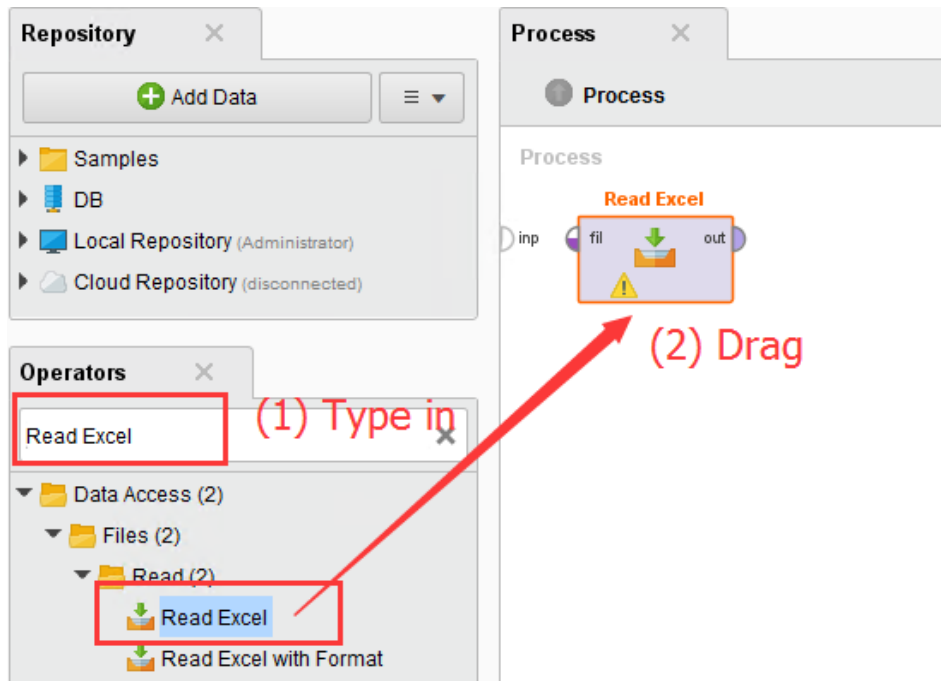 Repository
Add Data
Samples
DB
Local Repository (Administrator)
Cloud Repository (disconnected)
Process
Process
Process
Read Excel
inp
fil
out
(2) Drag
Operators
(1) Type in
Read Excel
Data Access (2)
Files (2)
Read (2)
Read Excel
Read Excel with Format